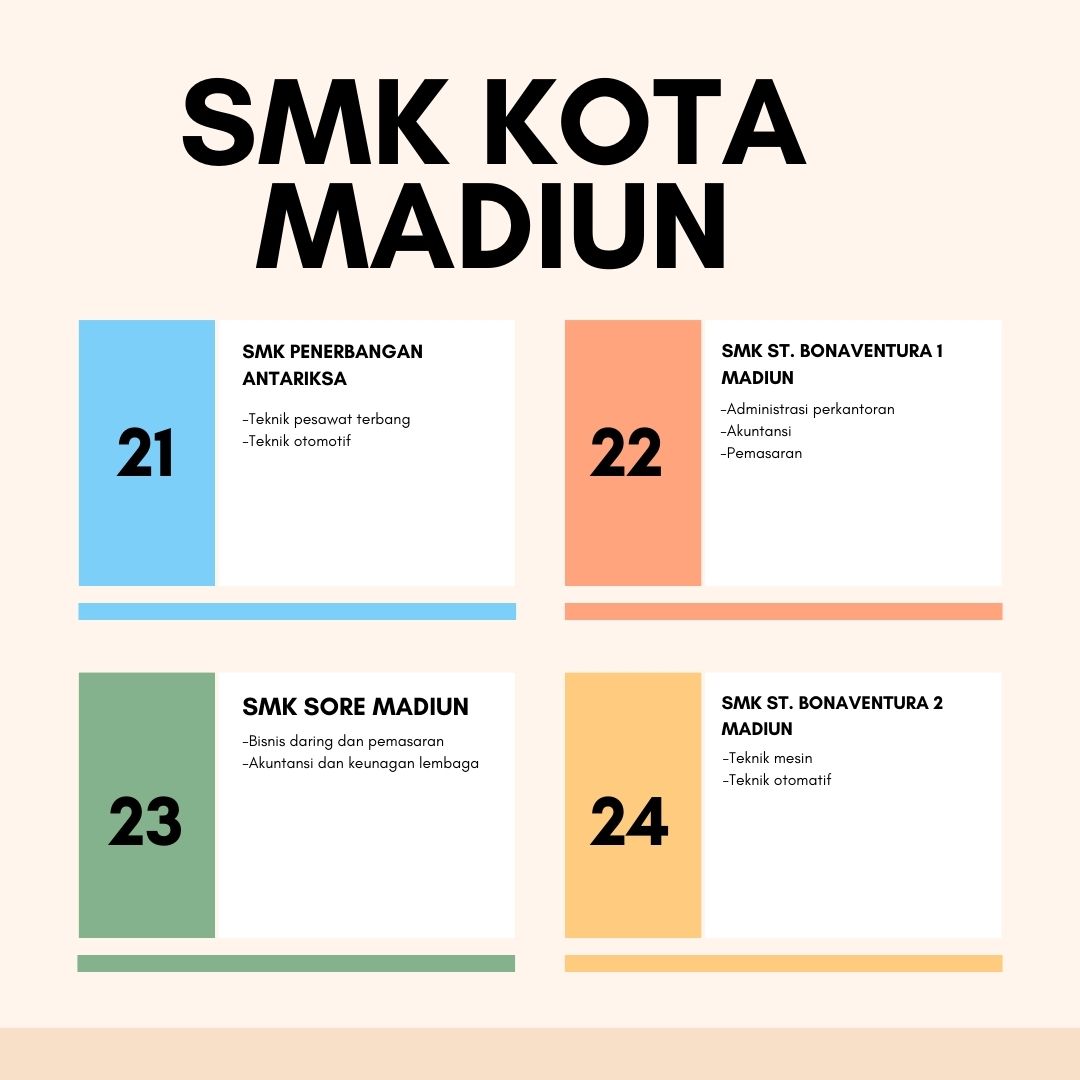 SMK KOTA
MADIUN
21
SMK PENERBANGAN
ANTARIKSA
-Teknik pesawat terbang
-Teknik otomotif
22
SMK ST. BONAVENTURA 1
MADIUN
-Administrasi perkantoran
-Akuntansi
-Pemasaran
23
SMK SORE MADIUN
-Bisnis daring dan pemasaran
-Akuntansi dan keunagan lembaga
24
SMK ST. BONAVENTURA 2
MADIUN
-Teknik mesin
-Teknik otomatif